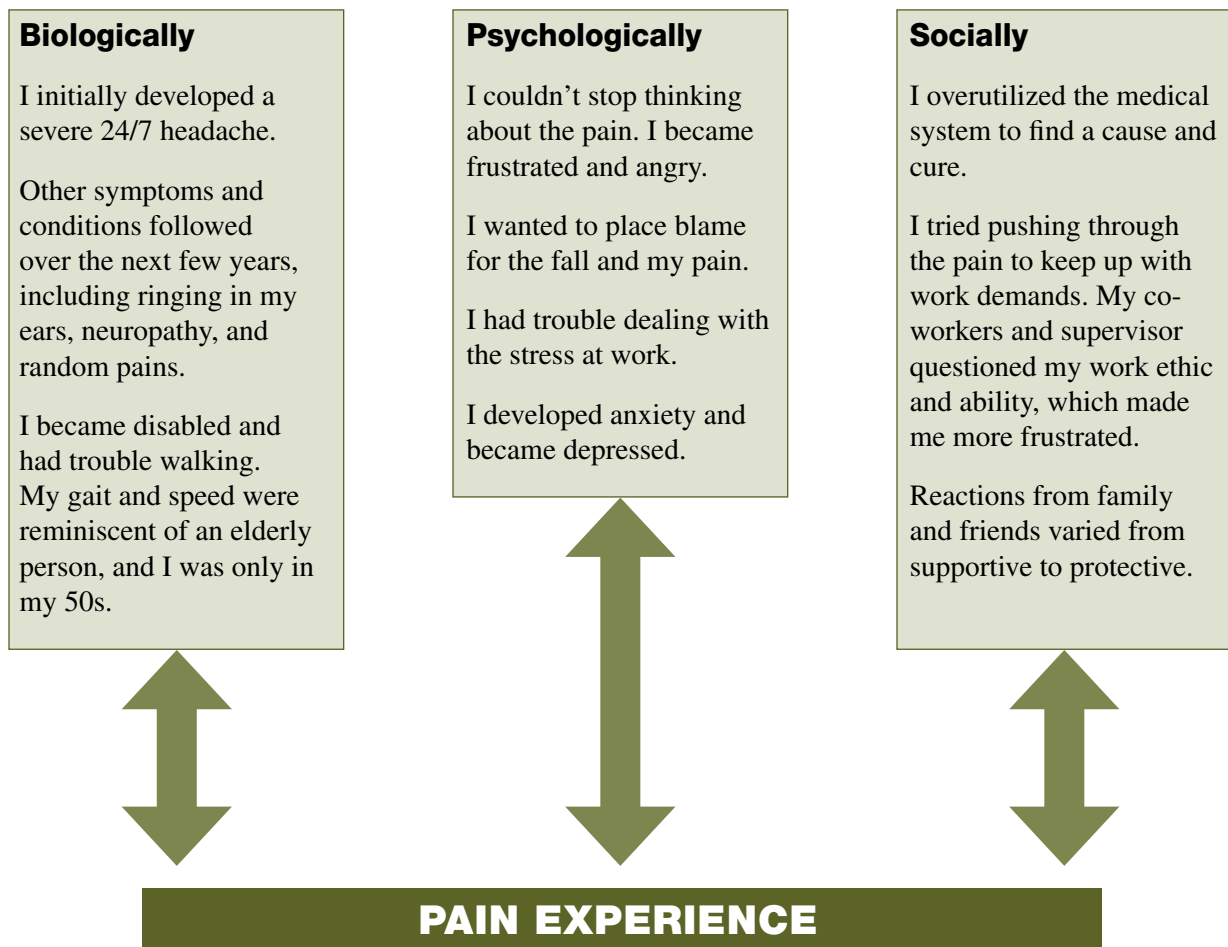 Biologically
I initially developed a
severe 24/7 headache.
Other symptoms and
conditions followed
over the next few years,
including ringing in my
ears, neuropathy, and
random pains.
I became disabled and
had trouble walking.
My gait and speed were
reminiscent of an elderly
person, and I was only in
my 50s.
Psychologically
I couldn’t stop thinking
about the pain. I became
frustrated and angry.
I wanted to place blame
for the fall and my pain.
I had trouble dealing with
the stress at work.
I developed anxiety and
became depressed.
Socially
I overutilized the medical
system to find a cause and
cure.
I tried pushing through
the pain to keep up with
work demands. My co-
workers and supervisor
questioned my work ethic
and ability, which made
me more frustrated.
Reactions from family
and friends varied from
supportive to protective.
PAIN EXPERIENCE